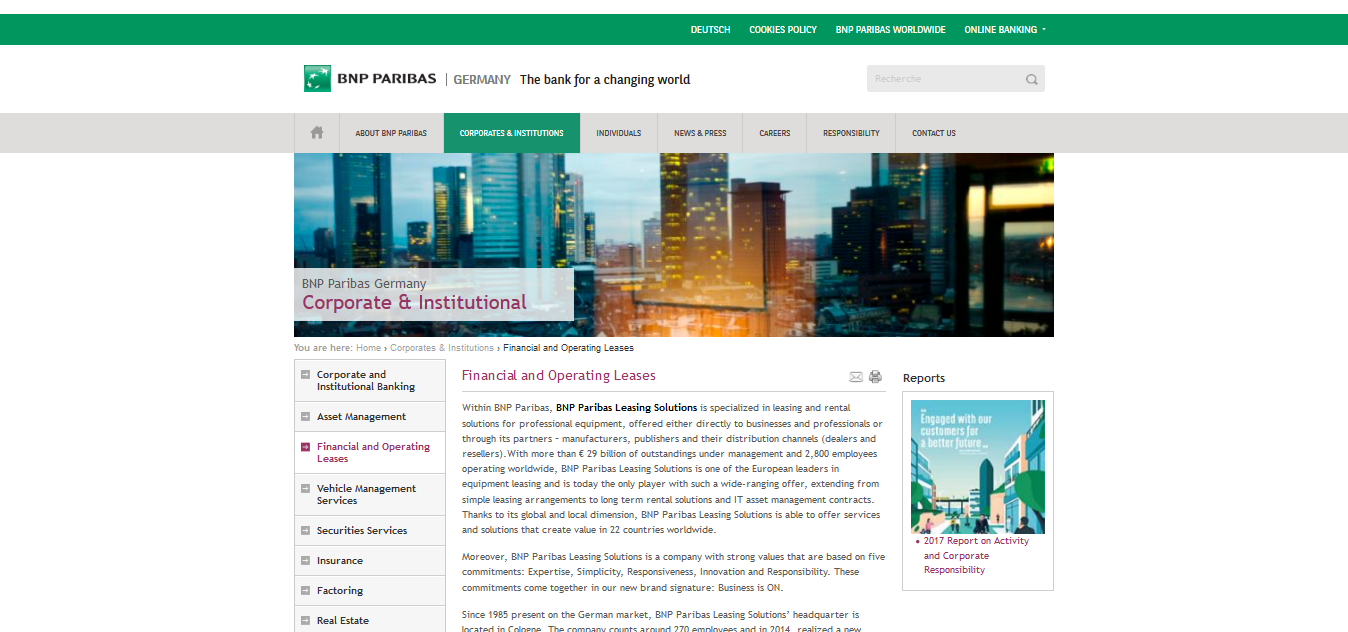 DEUTSCH COOKIES POLICY BNP PARIBAS WORLDWIDE ONLINE BANKING
BNP PARIBAS | GERMANY The bank for a changing world
Recherche
ABOUT BNP PARIBAS CORPORATES & INSTITUTIONS INDIVIDUALS NEWS & PRESS CAREERS RESPONSIBILITY CONTACT US
BNP Paribas Germany
Corporate & Institutional
You are here: Home › Corporates & Institutions › Financial and Operating Leases
Corporate and
Institutional Banking
Asset Management
Financial and Operating
Leases
Vehicle Management
Services
Securities Services
Insurance
Factoring
Real Estate
Financial and Operating Leases
Within BNP Paribas, BNP Paribas Leasing Solutions is specialized in leasing and rental
solutions for professional equipment, offered either directly to businesses and professionals or
through its partners – manufacturers, publishers and their distribution channels (dealers and
resellers).With more than € 29 billion of outstandings under management and 2,800 employees
operating worldwide, BNP Paribas Leasing Solutions is one of the European leaders in
equipment leasing and is today the only player with such a wide-ranging offer, extending from
simple leasing arrangements to long term rental solutions and IT asset management contracts.
Thanks to its global and local dimension, BNP Paribas Leasing Solutions is able to offer services
and solutions that create value in 22 countries worldwide.
Moreover, BNP Paribas Leasing Solutions is a company with strong values that are based on five
commitments: Expertise, Simplicity, Responsiveness, Innovation and Responsibility. These
commitments come together in our new brand signature: Business is ON.
Since 1985 present on the German market, BNP Paribas Leasing Solutions' headquarter is
located in Cologne. The company counts around 270 employees and in 2014, realized a new
Reports
Engaged with our
customers for
a better future
• 2017 Report on Activity
and Corporate
Responsibility